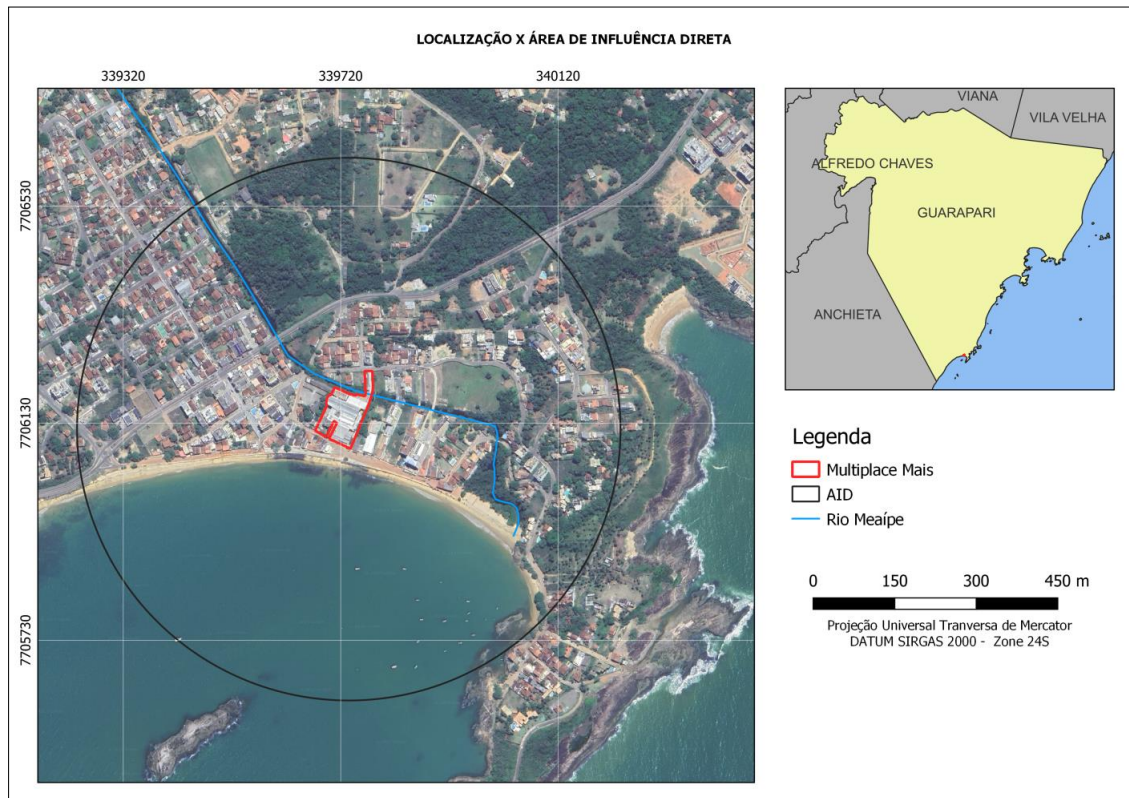 LOCALIZAÇÃO X ÁREA DE INFLUÊNCIA DIRETA
339320 339720 340120
7706530
7706130
7705730
VIANA
VILA VELHA
ALFREDO CHAVES
GUARAPARI
ANCHIETA
Legenda
Multiplace Mais
AID
Rio Meaípe
0 150 300 450 m
Projeção Universal Tranversa de Mercator
DATUM SIRGAS 2000 - Zone 24S